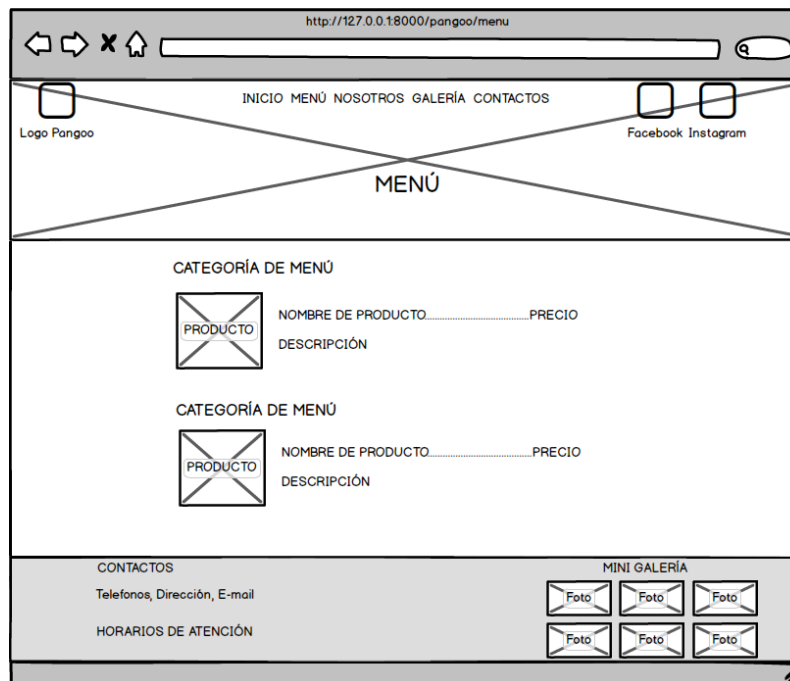 http://127.0.0.1:8000/pangoo/menu
INICIO MENÚ NOSOTROS GALERÍA CONTACTOS
Logo Pangoo
Facebook Instagram
MENÚ
CATEGORÍA DE MENÚ
PRODUCTO
NOMBRE DE PRODUCTO..........................................PRECIO
DESCRIPCIÓN
CATEGORÍA DE MENÚ
PRODUCTO
NOMBRE DE PRODUCTO..........................................PRECIO
DESCRIPCIÓN
CONTACTOS
Telefonos, Dirección, E-mail
HORARIOS DE ATENCIÓN
MINI GALERÍA
Foto Foto Foto
Foto Foto Foto